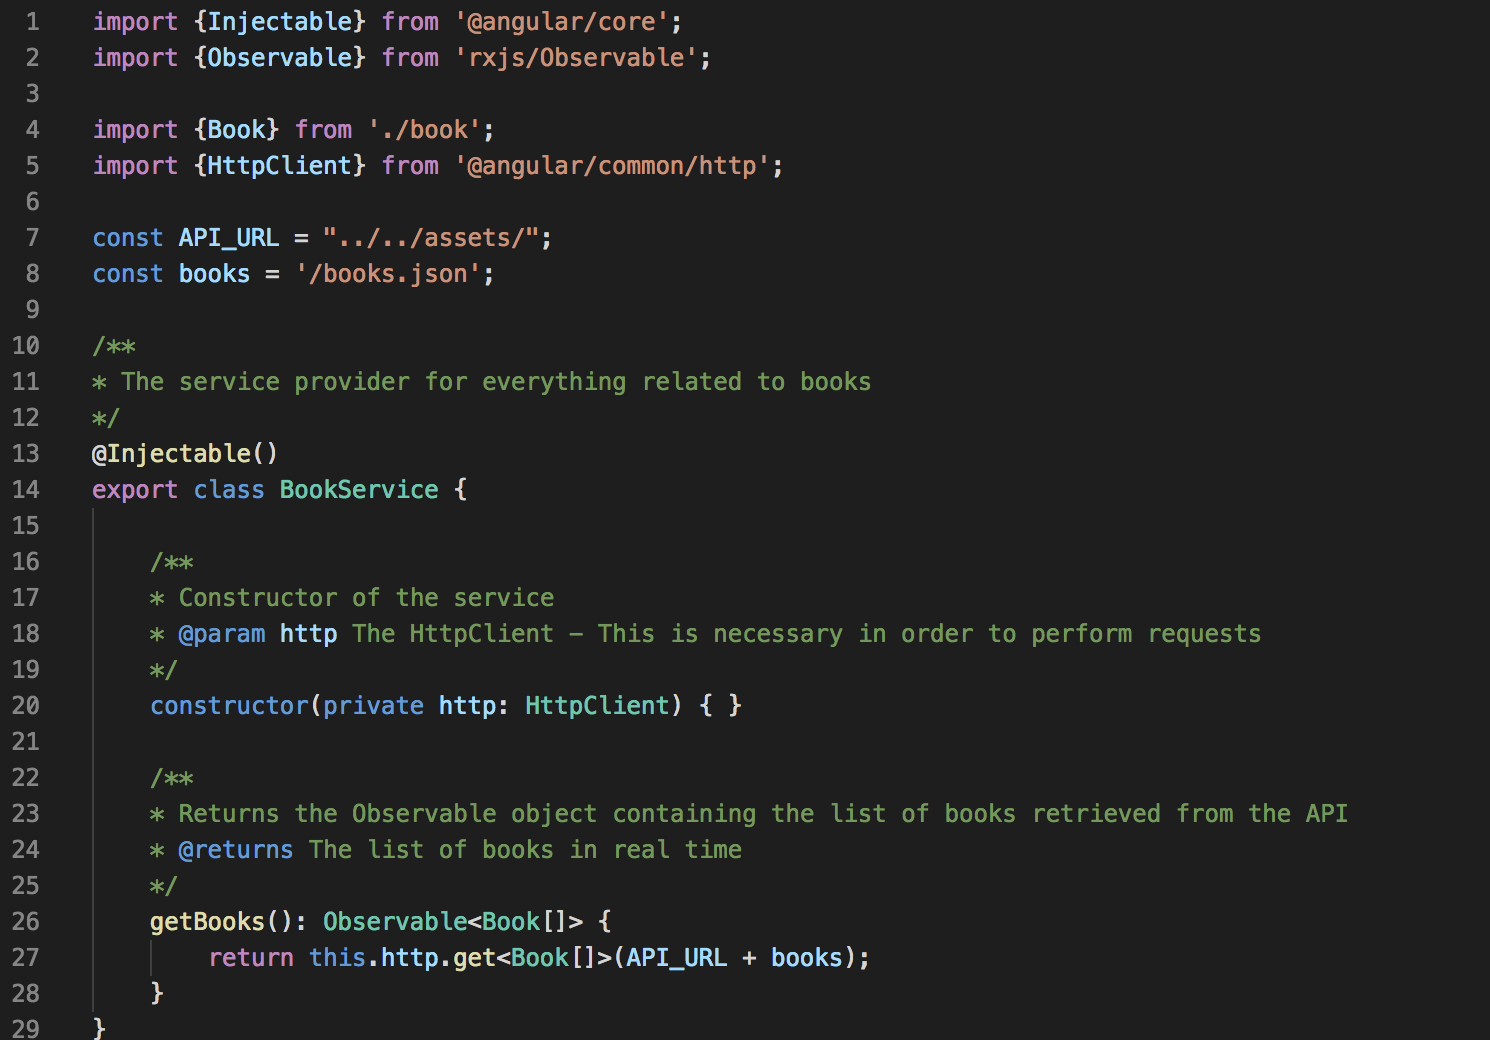 1 import {Injectable} from '@angular/core';
2 import {Observable} from 'rxjs/Observable';
3
4 import {Book} from './book';
5 import {HttpClient} from '@angular/common/http';
6
7 const API_URL = "../../assets/";
8 const books = '/books.json';
9
10 /**
11 * The service provider for everything related to books
12 */
13 @Injectable()
14 export class BookService {
15
16     /**
17     * Constructor of the service
18     * @param http The HttpClient – This is necessary in order to perform requests
19     */
20     constructor(private http: HttpClient) { }
21
22     /**
23     * Returns the Observable object containing the list of books retrieved from the API
24     * @returns The list of books in real time
25     */
26     getBooks(): Observable<Book[]> {
27         return this.http.get<Book[]>(API_URL + books);
28     }
29 }